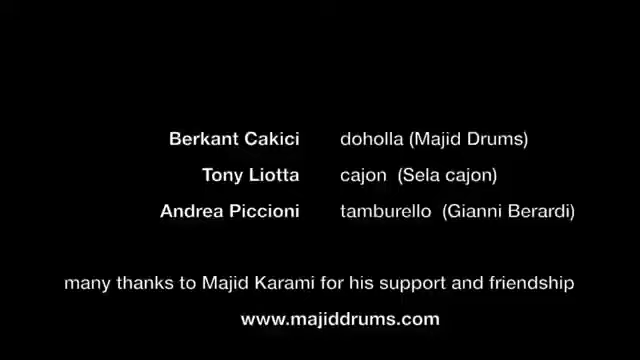 Berkant Cakici doholla (Majid Drums)
Tony Liotta cajon (Sela cajon)
Andrea Piccioni tamburello (Gianni Berardi)
many thanks to Majid Karami for his support and friendship
www.majiddrums.com